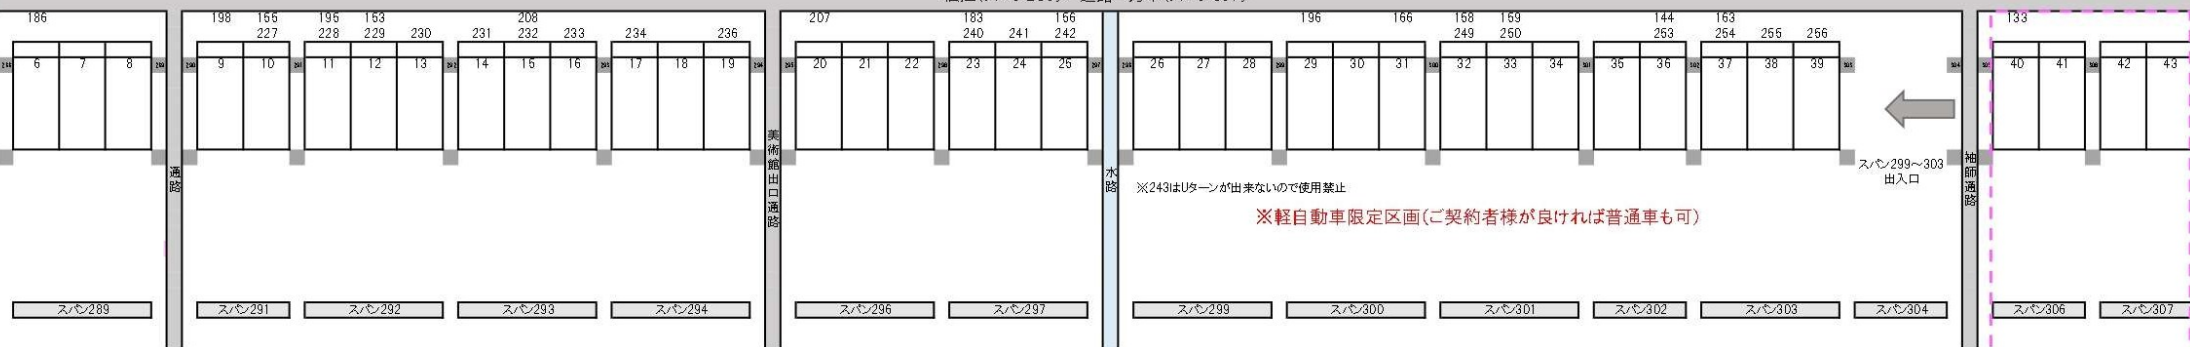 186 198 155 195 153 208 207 183 156 196 166 158 159 144 163 133
227 228 229 230 231 232 233 234 236 240 241 242 249 250 253 254 255 256
6 7 8 9 10 11 12 13 14 15 16 17 18 19 20 21 22 23 24 25 26 27 28 29 30 31 32 33 34 35 36 37 38 39 40 41 42 43
通路
美術館出口通路
水路
袖師通路
スパン299~303
出入口
※243はUターンが出来ないので使用禁止
※軽自動車限定区画(ご契約者様が良ければ普通車も可)
スパン289 スパン291 スパン292 スパン293 スパン294 スパン296 スパン297 スパン299 スパン300 スパン301 スパン302 スパン303 スパン304 スパン306 スパン307